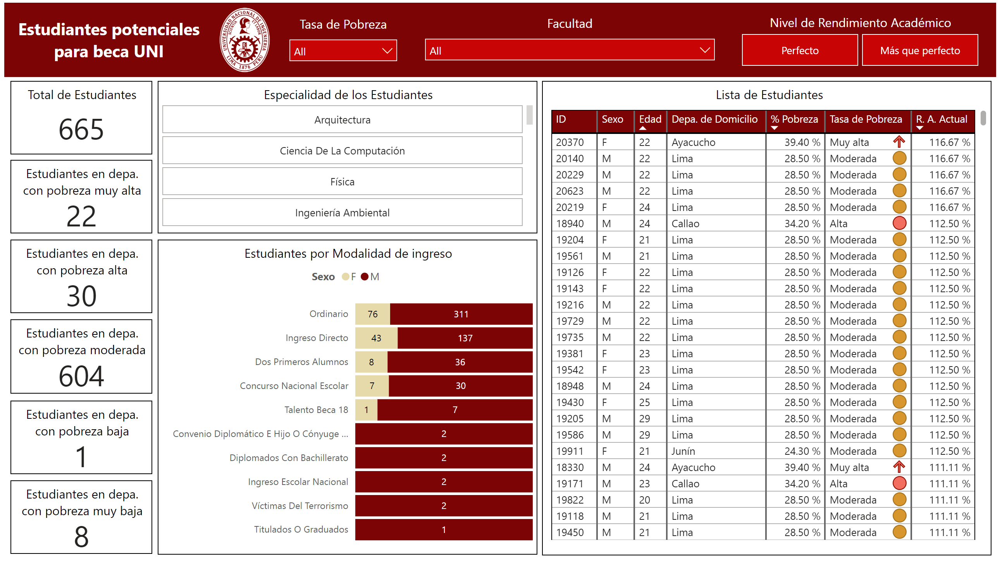 Estudiantes potenciales
para beca UNI
UNIVERSIDAD NACIONAL DE INGENIERIA
SCIENTIA ET LABOR
LIMA 1876 PERU
Tasa de Pobreza
All
Facultad
All
Nivel de Rendimiento Académico
Perfecto
Más que perfecto
Total de Estudiantes
665
Estudiantes en depa.
con pobreza muy alta
22
Estudiantes en depa.
con pobreza alta
30
Estudiantes en depa.
con pobreza moderada
604
Estudiantes en depa.
con pobreza baja
1
Estudiantes en depa.
con pobreza muy baja
8
Especialidad de los Estudiantes
Arquitectura
Ciencia De La Computación
Física
Ingeniería Ambiental
Estudiantes por Modalidad de ingreso
Sexo F M
Ordinario 76 311
Ingreso Directo 43 137
Dos Primeros Alumnos 8 36
Concurso Nacional Escolar 7 30
Talento Beca 18 1 7
Convenio Diplomático E Hijo O Cónyuge ... 2
Diplomados Con Bachillerato 2
Ingreso Escolar Nacional 2
Víctimas Del Terrorismo 2
Titulados O Graduados 1
Lista de Estudiantes
ID Sexo Edad Depa. de Domicilio % Pobreza Tasa de Pobreza R. A. Actual
20370 F 22 Ayacucho 39.40 % Muy alta 116.67 %
20140 M 22 Lima 28.50 % Moderada 116.67 %
20229 M 22 Lima 28.50 % Moderada 116.67 %
20623 M 22 Lima 28.50 % Moderada 116.67 %
20219 F 24 Lima 28.50 % Moderada 116.67 %
18940 M 24 Callao 34.20 % Alta 112.50 %
19204 F 21 Lima 28.50 % Moderada 112.50 %
19561 M 21 Lima 28.50 % Moderada 112.50 %
19126 F 22 Lima 28.50 % Moderada 112.50 %
19143 F 22 Lima 28.50 % Moderada 112.50 %
19216 M 22 Lima 28.50 % Moderada 112.50 %
19729 M 22 Lima 28.50 % Moderada 112.50 %
19735 M 22 Lima 28.50 % Moderada 112.50 %
19381 F 23 Lima 28.50 % Moderada 112.50 %
19542 F 23 Lima 28.50 % Moderada 112.50 %
18948 M 24 Lima 28.50 % Moderada 112.50 %
19430 F 25 Lima 28.50 % Moderada 112.50 %
19205 M 29 Lima 28.50 % Moderada 112.50 %
19586 M 29 Lima 28.50 % Moderada 112.50 %
19911 F 21 Junín 24.30 % Moderada 112.50 %
18330 M 24 Ayacucho 39.40 % Muy alta 111.11 %
19171 M 23 Callao 34.20 % Alta 111.11 %
19822 M 20 Lima 28.50 % Moderada 111.11 %
19118 M 21 Lima 28.50 % Moderada 111.11 %
19450 M 21 Lima 28.50 % Moderada 111.11 %